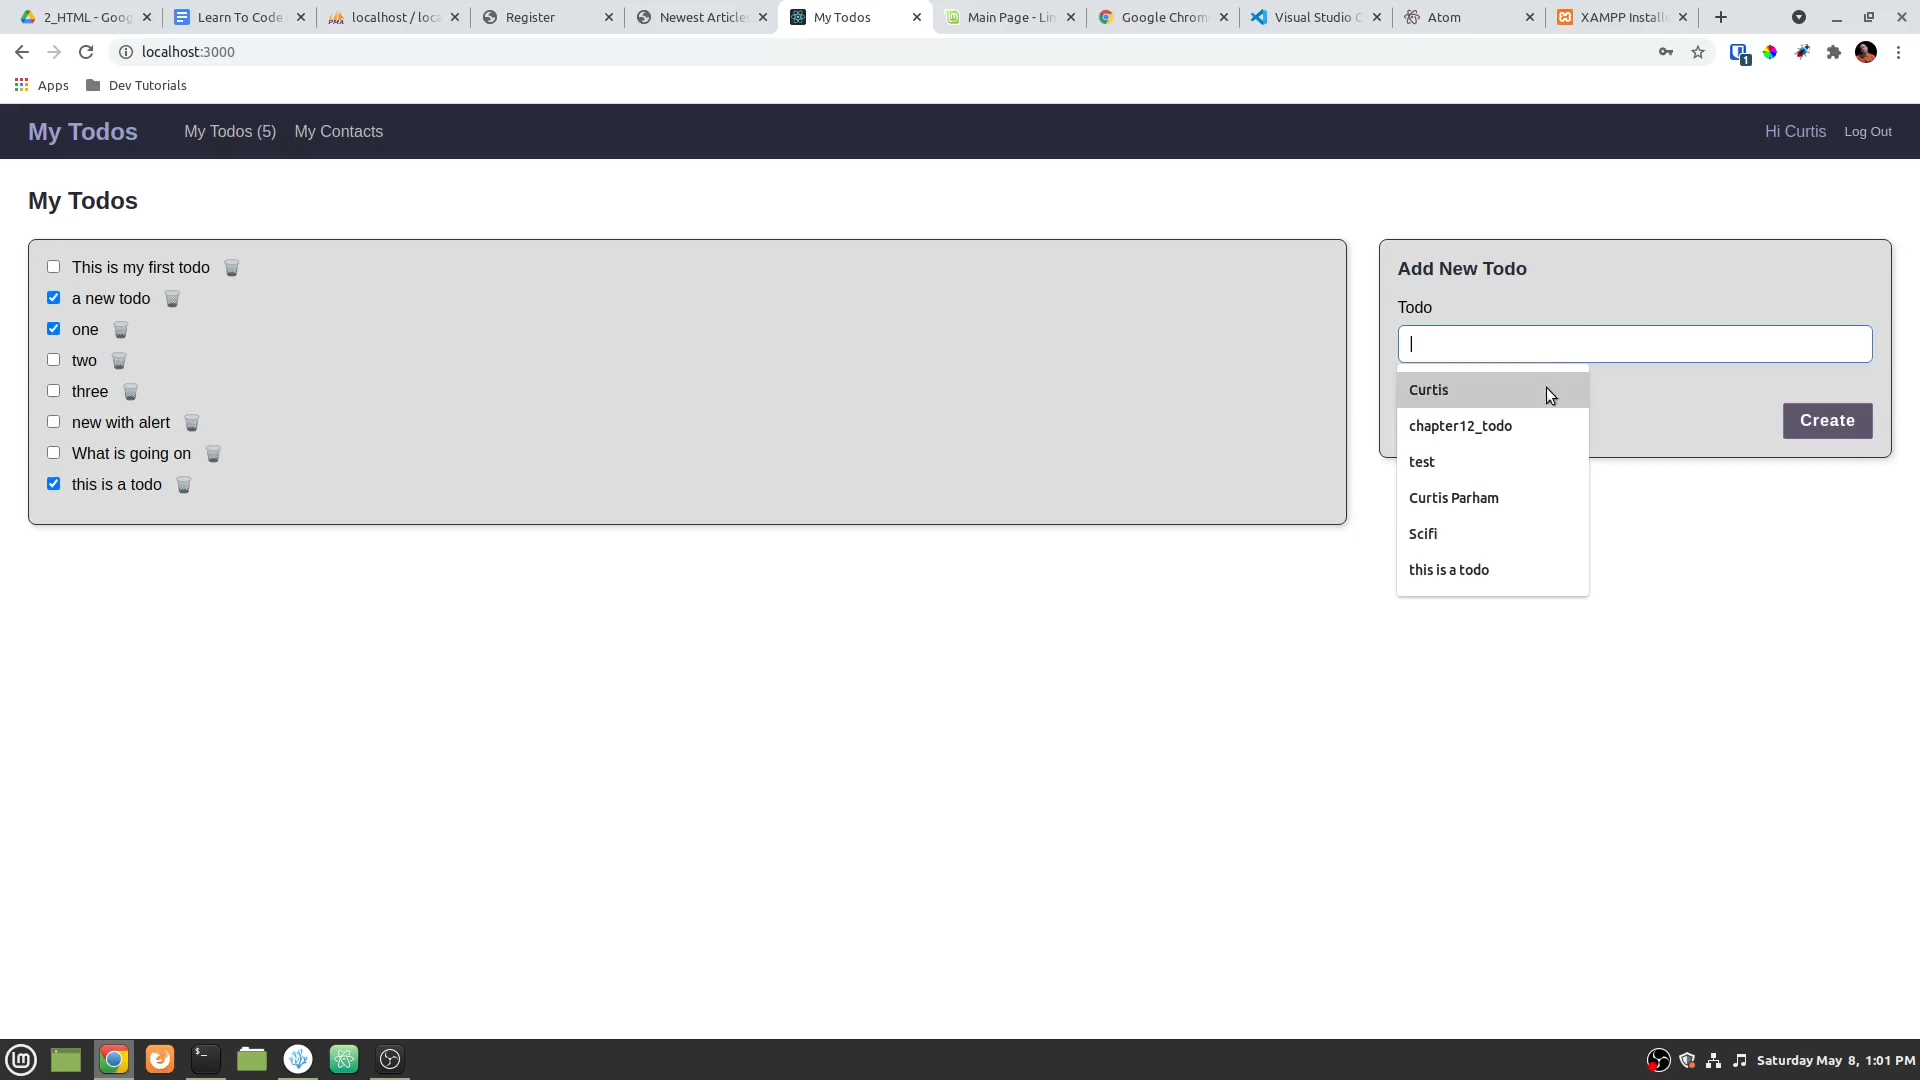 2_HTML - Goog
Learn To Code
localhost / loca
Register
Newest Articles
My Todos
Main Page - Lin
Google Chrom
Visual Studio C
Atom
XAMPP Installe
localhost:3000
1
Apps
Dev Tutorials
My Todos
My Todos (5)
My Contacts
Hi Curtis
Log Out
My Todos
This is my first todo
a new todo
one
two
three
new with alert
What is going on
this is a todo
Add New Todo
Todo
Curtis
chapter12_todo
test
Curtis Parham
Scifi
this is a todo
Create
Saturday May 8, 1:01 PM